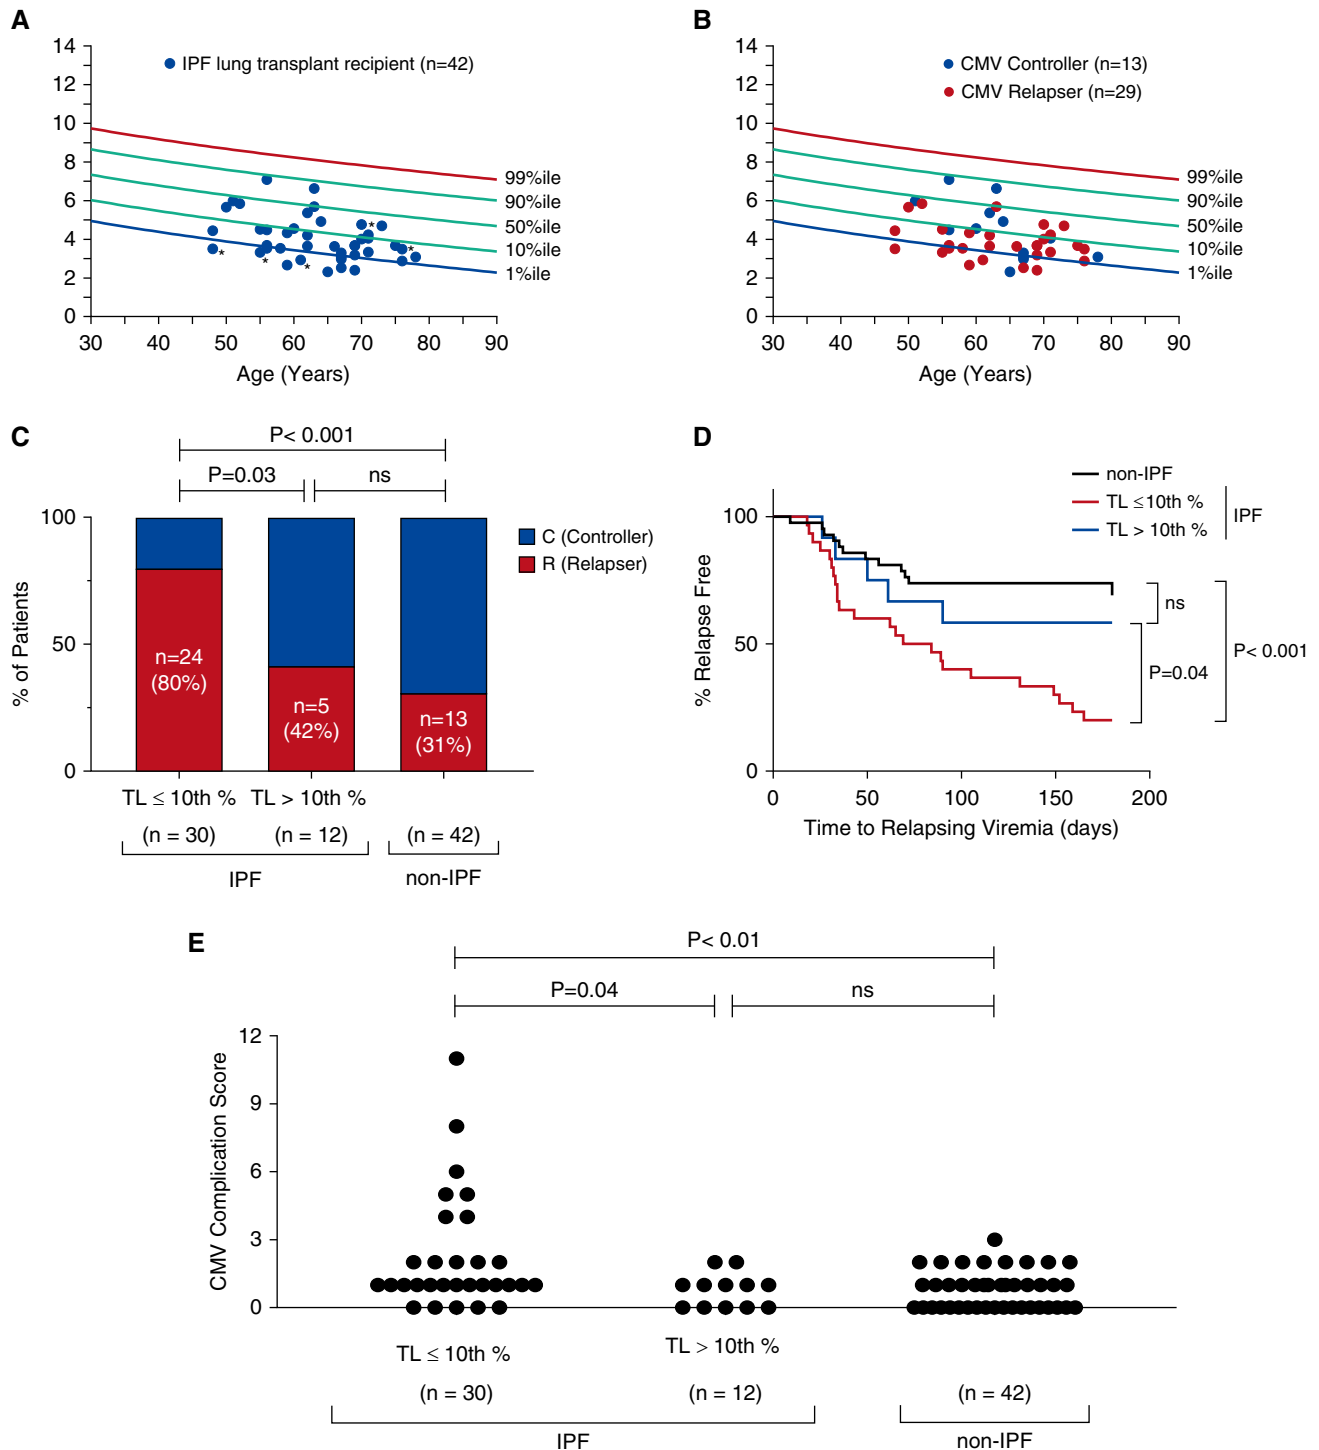 A
14
12
10
8
6
4
2
0
IPF lung transplant recipient (n=42)
99%ile
90%ile
50%ile
10%ile
1%ile
*
*
*
*
*
30 40 50 60 70 80 90
Age (Years)
B
14
12
10
8
6
4
2
0
CMV Controller (n=13)
CMV Relapser (n=29)
99%ile
90%ile
50%ile
10%ile
1%ile
30 40 50 60 70 80 90
Age (Years)
C
P< 0.001
P=0.03
ns
% of Patients
100
50
0
n=24
(80%)
n=5
(42%)
n=13
(31%)
C (Controller)
R (Relapser)
TL ≤ 10th % TL > 10th %
(n = 30) (n = 12) (n = 42)
IPF non-IPF
D
non-IPF
TL ≤10th %
TL > 10th %
IPF
% Relapse Free
100
50
0
ns
P=0.04
P< 0.001
0 50 100 150 200
Time to Relapsing Viremia (days)
E
P< 0.01
P=0.04
ns
CMV Complication Score
12
9
6
3
0
TL ≤ 10th % TL > 10th %
(n = 30) (n = 12) (n = 42)
IPF non-IPF